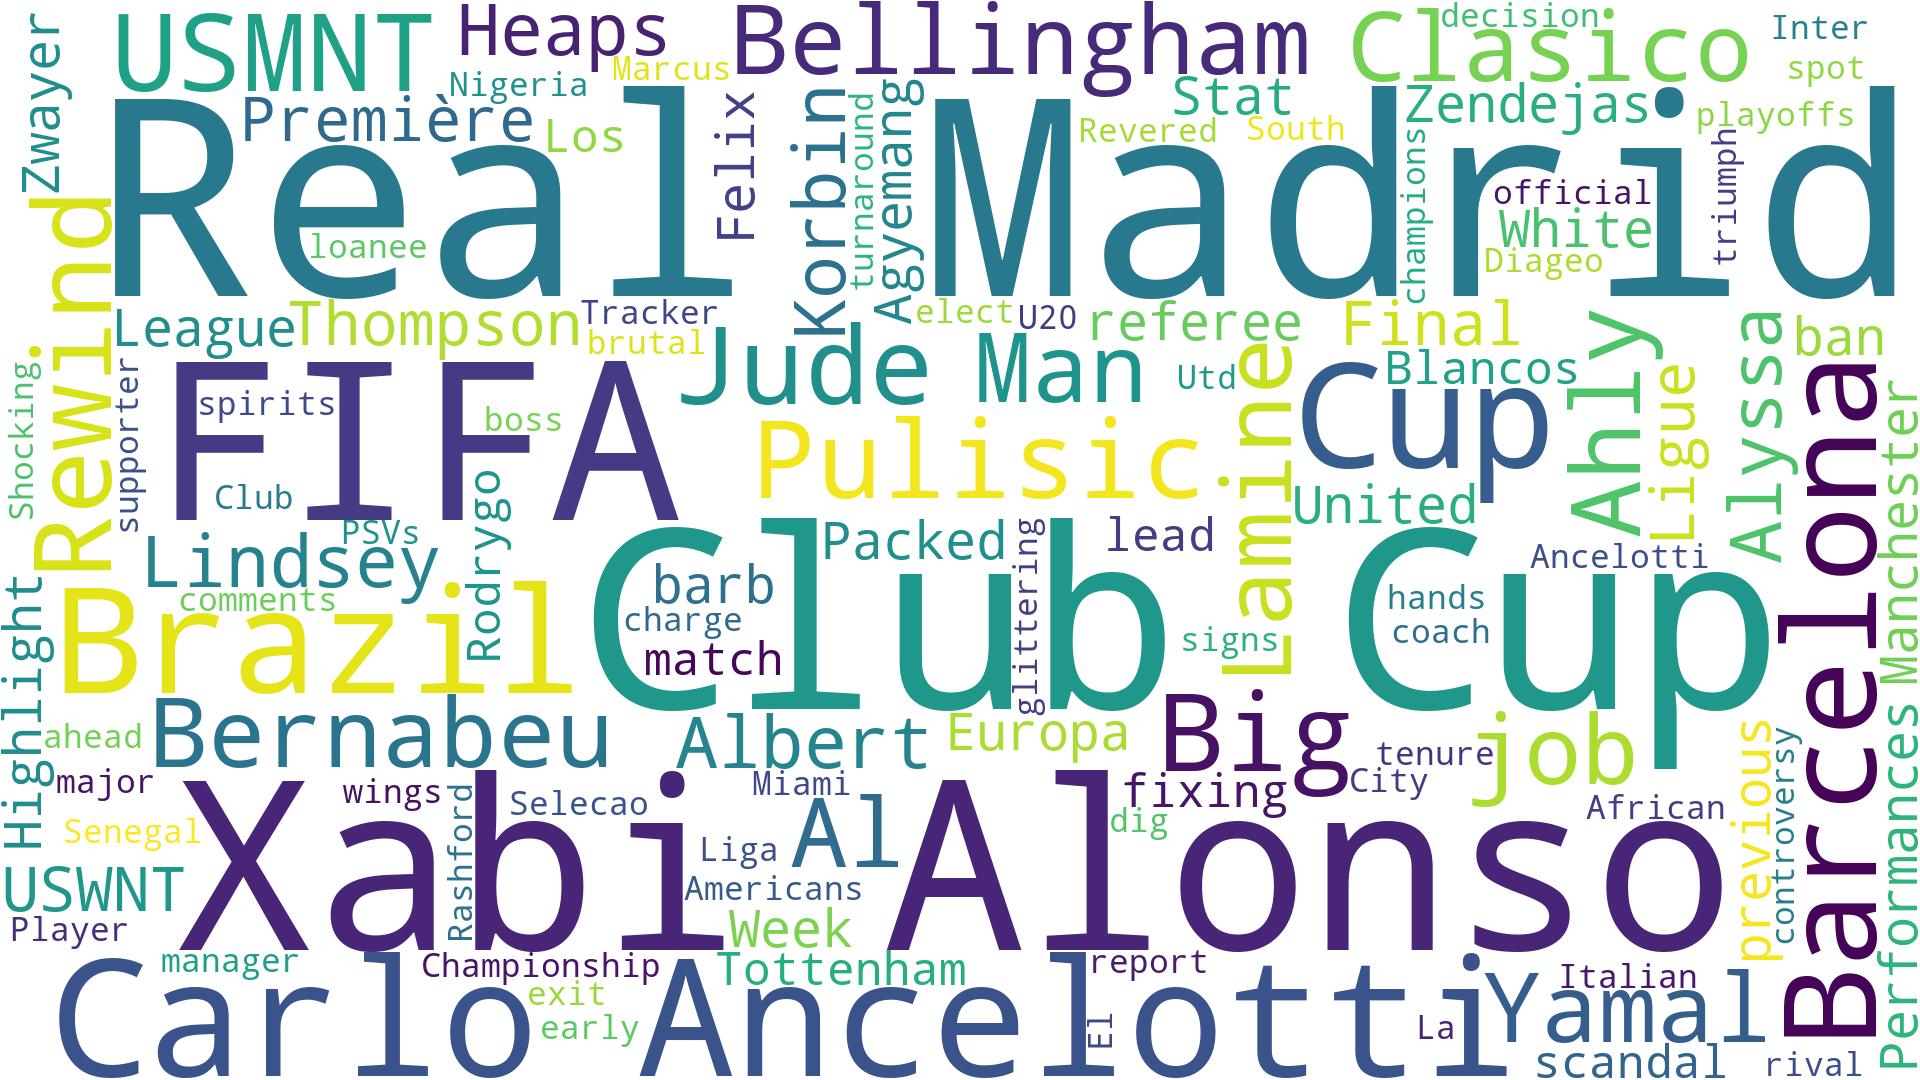 Zwayer
USMNT
Heaps
Bellingham
Clasico
decision
Inter
spot
Nigeria
Marcus
Première
Los
Felix
Korbin
turnaround
Agyemang
Stat
Revered
South
Zendejas
playoffs
Real Madrid
loanee
champions
official
White
Diageo
triumph
Rewind
League
Thompson
Tracker
brutal
elect
U20
referee
Final
Ahly
Alyssa
ban
Shocking
supporter
FIFA
spirits
boss
Club
PSVs
Jude Man
Utd
Lamine
Cup
Blancos
Ligue
Barcelona
Manchester
Pulisic
United
Lindsey
comments
Rodrygo
Packed
lead
Ancelotti
Brazil
Club Cup
barb
charge
match
glittering
signs
hands
coach
Highlight
ahead
Bernabeu
Albert
Europa
Big
tenure
job
previous
controversy
Performances
major
wings
Selecao
Miami
fixing
City
African
Senegal
Xabi Alonso
Rashford
Liga
Al
dig
Americans
USWNT
Player
Week
manager
Championship
Tottenham
report
Italian
Carlo Ancelotti
exit
early
El
La
Yamal
scandal
rival